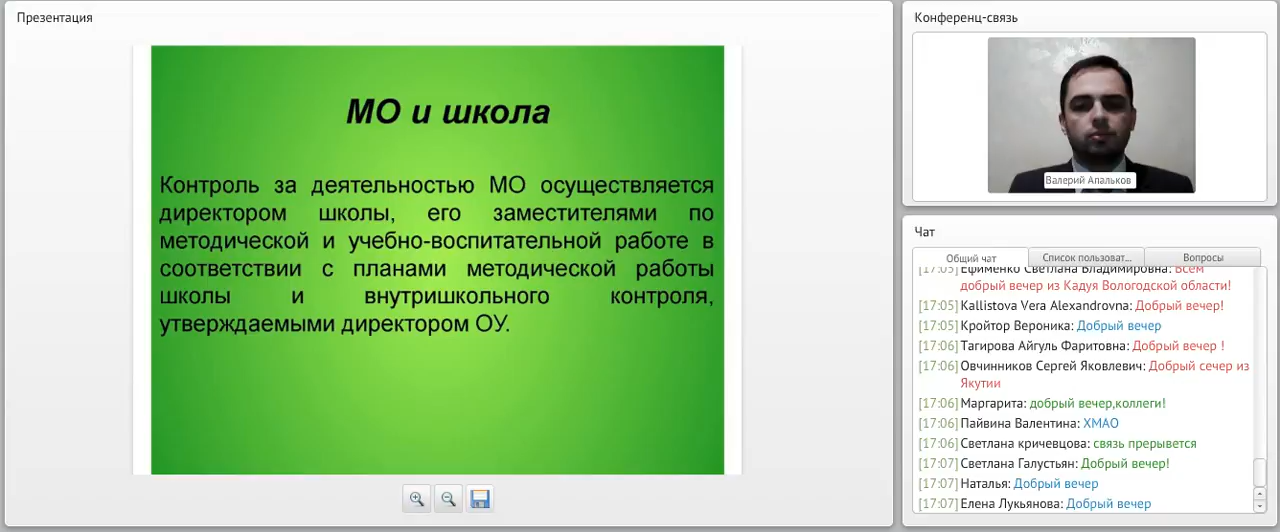 Презентация
МО и школа
Контроль за деятельностью МО осуществляется
директором школы, его заместителями по
методической и учебно-воспитательной работе в
соответствии с планами методической работы
школы и внутришкольного контроля,
утверждаемыми директором ОУ.
Конференц-связь
Валерий Апальков
Чат
Общий чат
Список пользоват...
Вопросы
[17:05] Ефименко Светлана Владимировна: Всем
добрый вечер из Кадуя Вологодской области!
[17:05] Kallistova Vera Alexandrovna: Добрый вечер!
[17:05] Кройтор Вероника: Добрый вечер
[17:06] Тагирова Айгуль Фаритовна: Добрый вечер !
[17:06] Овчинников Сергей Яковлевич: Добрый сечер из
Якутии
[17:06] Маргарита: добрый вечер,коллеги!
[17:06] Пайвина Валентина: ХМАО
[17:06] Светлана кричевцова: связь прерывется
[17:07] Светлана Галустьян: Добрый вечер!
[17:07] Наталья: Добрый вечер
[17:07] Елена Лукьянова: Добрый вечер